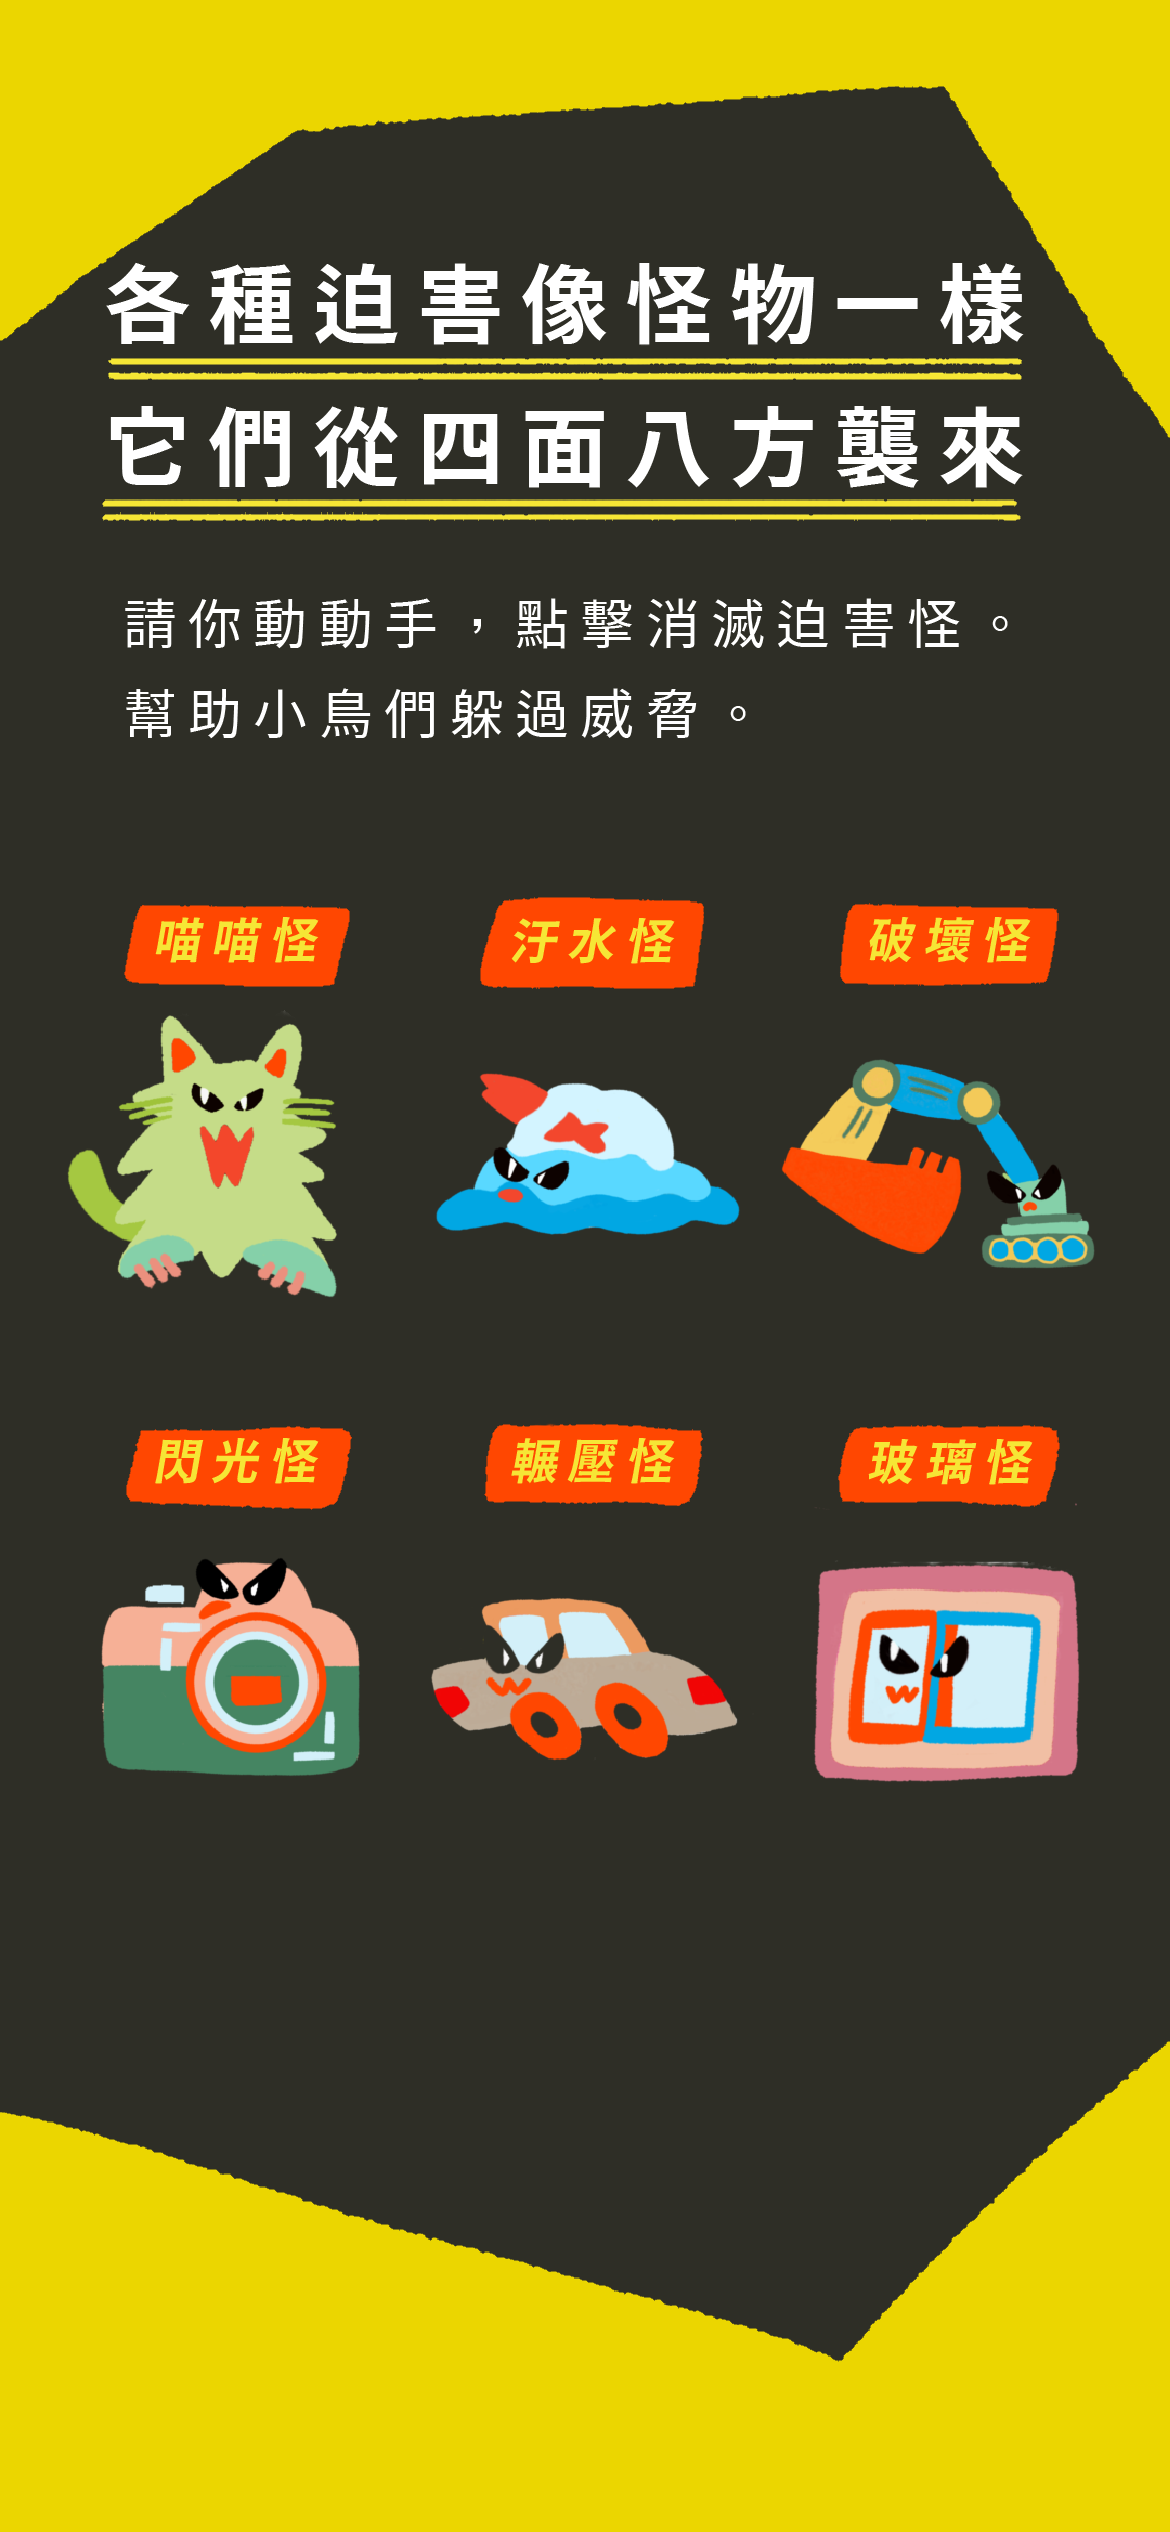 各種迫害像怪物一樣
它們從四面八方襲來
請你動動手，點擊消滅迫害怪。
幫助小鳥們躲過威脅。
喵喵怪
汙水怪
破壞怪
閃光怪
輾壓怪
玻璃怪